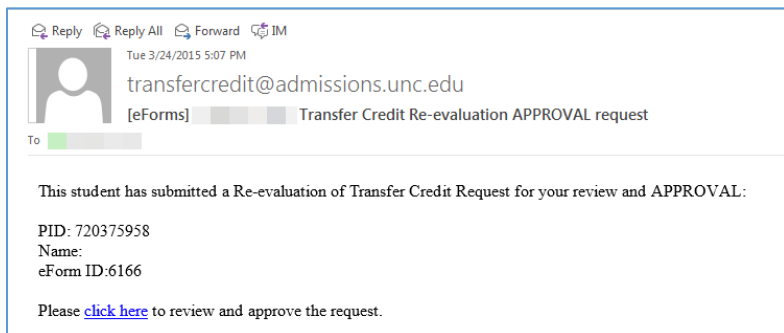 Reply Reply All Forward IM
Tue 3/24/2015 5:07 PM
transfercredit@admissions.unc.edu
[eForms] Transfer Credit Re-evaluation APPROVAL request
To
This student has submitted a Re-evaluation of Transfer Credit Request for your review and APPROVAL:
PID: 720375958
Name:
eForm ID:6166
Please click here to review and approve the request.